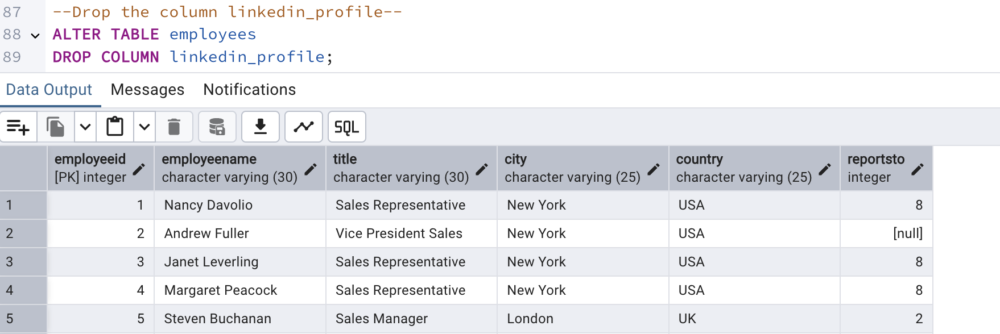 87 --Drop the column linkedin_profile--
88 ALTER TABLE employees
89 DROP COLUMN linkedin_profile;
Data Output Messages Notifications
SQL
employeeid employeename title city country reportsto
[PK] integer character varying (30) character varying (30) character varying (25) character varying (25) integer
1 1 Nancy Davolio Sales Representative New York USA 8
2 2 Andrew Fuller Vice President Sales New York USA [null]
3 3 Janet Leverling Sales Representative New York USA 8
4 4 Margaret Peacock Sales Representative New York USA 8
5 5 Steven Buchanan Sales Manager London UK 2